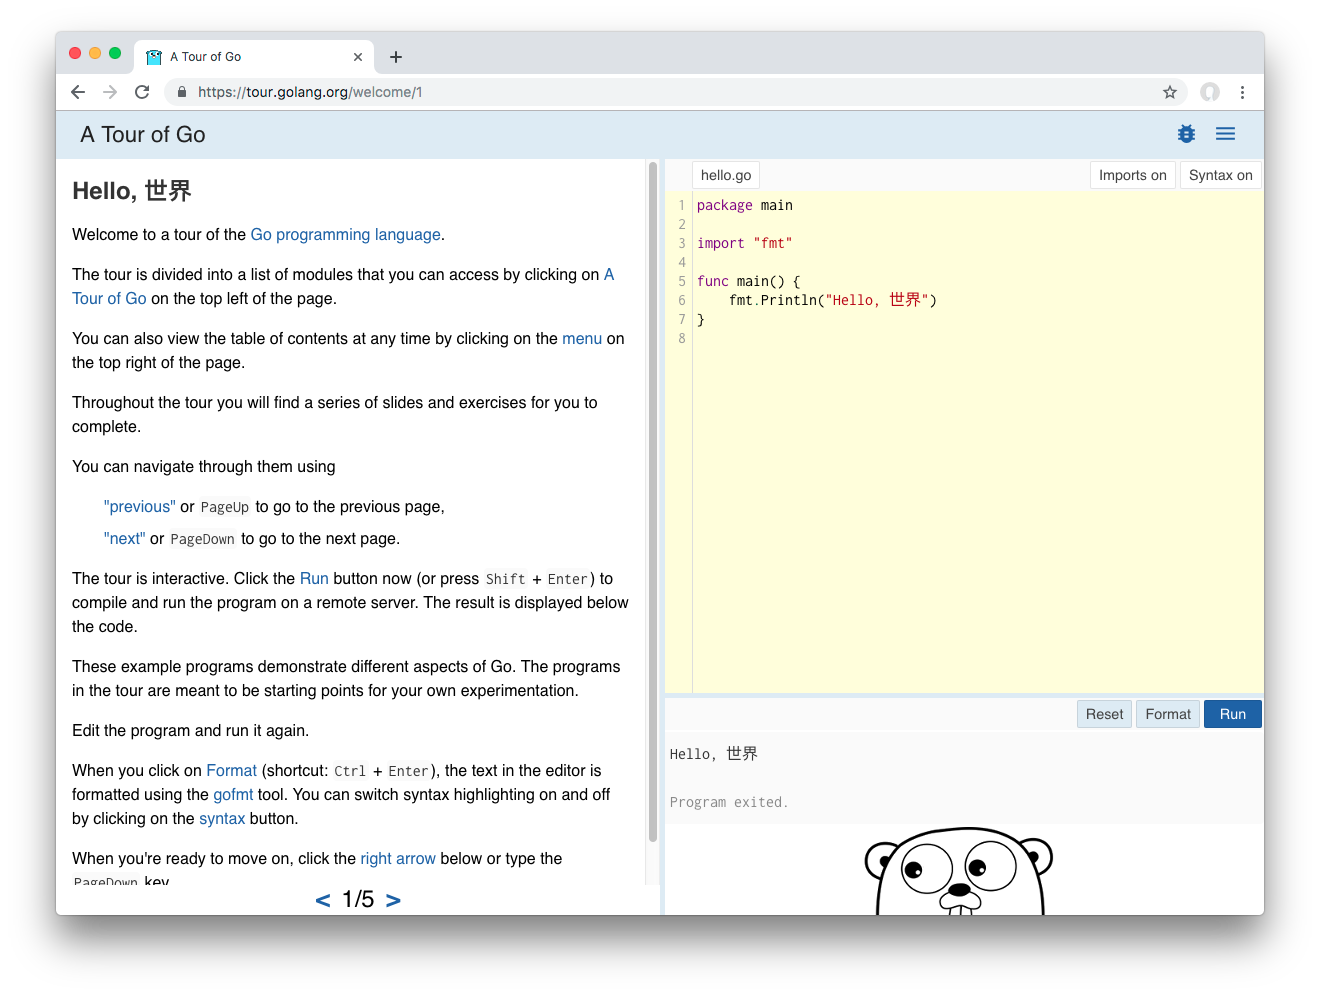 A Tour of Go
https://tour.golang.org/welcome/1
A Tour of Go
Hello, 世界
Welcome to a tour of the Go programming language.
The tour is divided into a list of modules that you can access by clicking on A
Tour of Go on the top left of the page.
You can also view the table of contents at any time by clicking on the menu on
the top right of the page.
Throughout the tour you will find a series of slides and exercises for you to
complete.
You can navigate through them using
"previous" or PageUp to go to the previous page,
"next" or PageDown to go to the next page.
The tour is interactive. Click the Run button now (or press Shift + Enter) to
compile and run the program on a remote server. The result is displayed below
the code.
These example programs demonstrate different aspects of Go. The programs
in the tour are meant to be starting points for your own experimentation.
Edit the program and run it again.
When you click on Format (shortcut: Ctrl + Enter), the text in the editor is
formatted using the gofmt tool. You can switch syntax highlighting on and off
by clicking on the syntax button.
When you're ready to move on, click the right arrow below or type the
PageDown key
< 1/5 >
hello.go
Imports on
Syntax on
1 package main
2
3 import "fmt"
4
5 func main() {
6     fmt.Println("Hello, 世界")
7 }
8
Reset
Format
Run
Hello, 世界
Program exited.